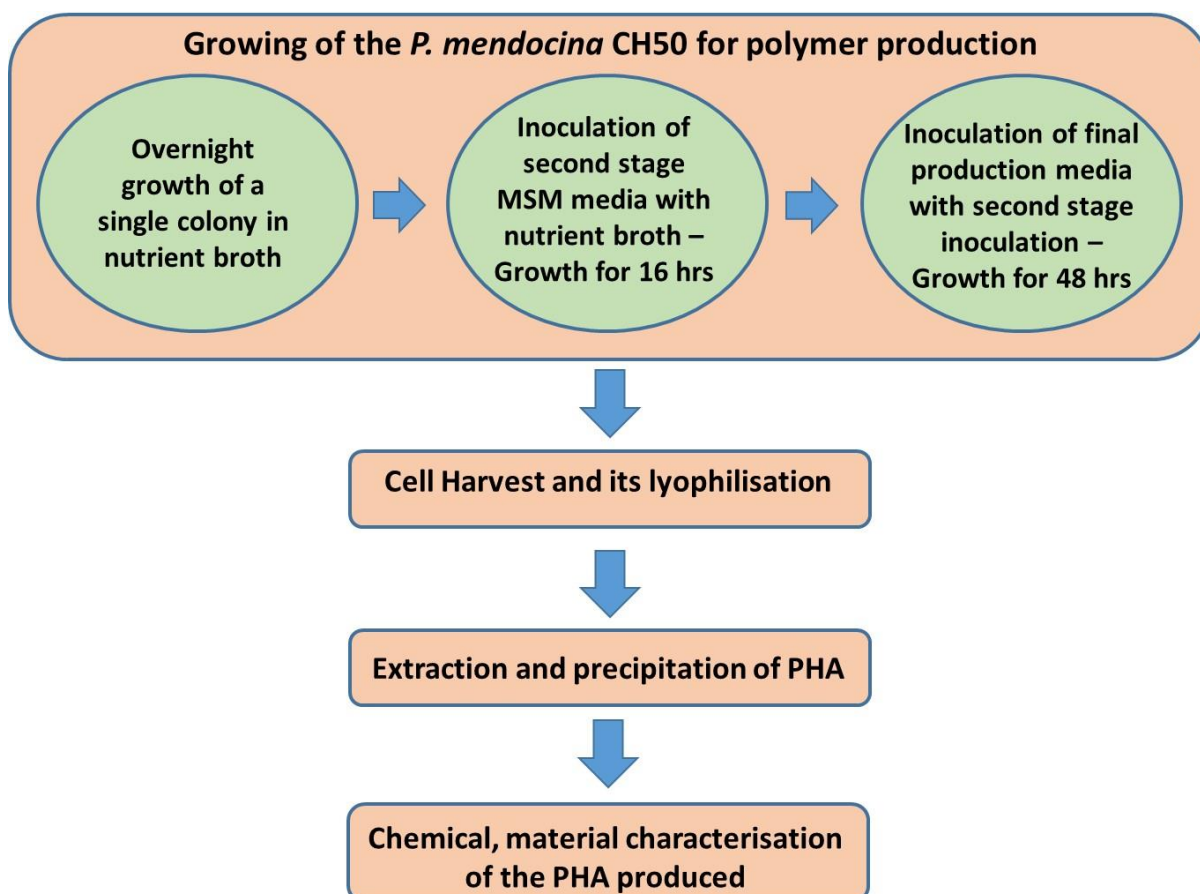 Growing of the P. mendocina CH50 for polymer production
Overnight
growth of a
single colony in
nutrient broth
Inoculation of
second stage
MSM media with
nutrient broth –
Growth for 16 hrs
Inoculation of final
production media
with second stage
inoculation –
Growth for 48 hrs
Cell Harvest and its lyophilisation
Extraction and precipitation of PHA
Chemical, material characterisation
of the PHA produced